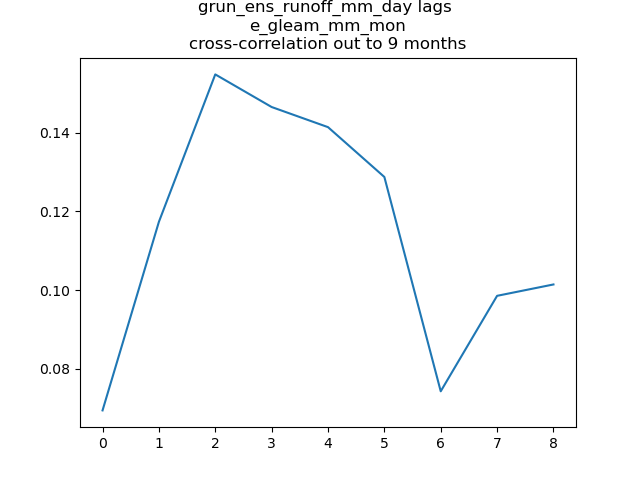 grun_ens_runoff_mm_day lags
e_gleam_mm_mon
cross-correlation out to 9 months
0.14
0.12
0.10
0.08
0 1 2 3 4 5 6 7 8